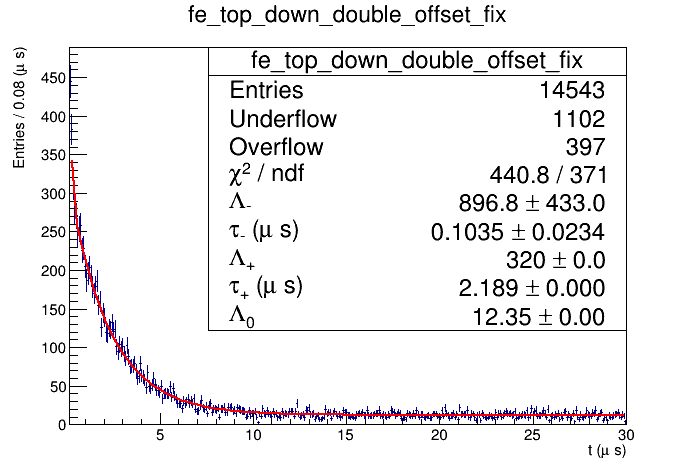 fe_top_down_double_offset_fix
Entries / 0.08 (μ s)
fe_top_down_double_offset_fix
Entries 14543
Underflow 1102
Overflow 397
χ² / ndf 440.8 / 371
Λ₋ 896.8 ± 433.0
τ₋ (μ s) 0.1035 ± 0.0234
Λ₊ 320 ± 0.0
τ₊ (μ s) 2.189 ± 0.000
Λ₀ 12.35 ± 0.00
450
400
350
300
250
200
150
100
50
0
5 10 15 20 25 30
t (μ s)